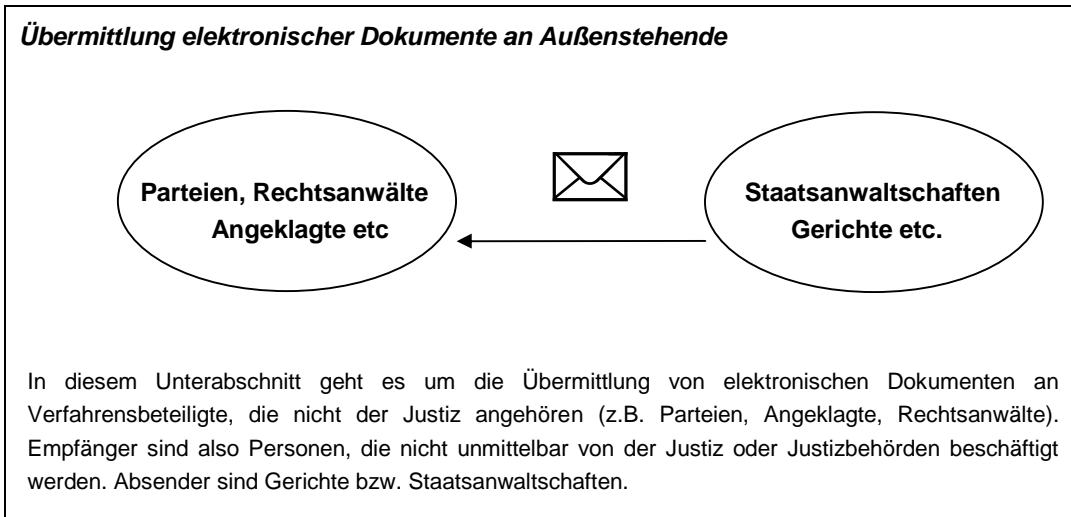 Übermittlung elektronischer Dokumente an Außenstehende
Parteien, Rechtsanwälte
Angeklagte etc
Staatsanwaltschaften
Gerichte etc.
In diesem Unterabschnitt geht es um die Übermittlung von elektronischen Dokumenten an
Verfahrensbeteiligte, die nicht der Justiz angehören (z.B. Parteien, Angeklagte, Rechtsanwälte).
Empfänger sind also Personen, die nicht unmittelbar von der Justiz oder Justizbehörden beschäftigt
werden. Absender sind Gerichte bzw. Staatsanwaltschaften.